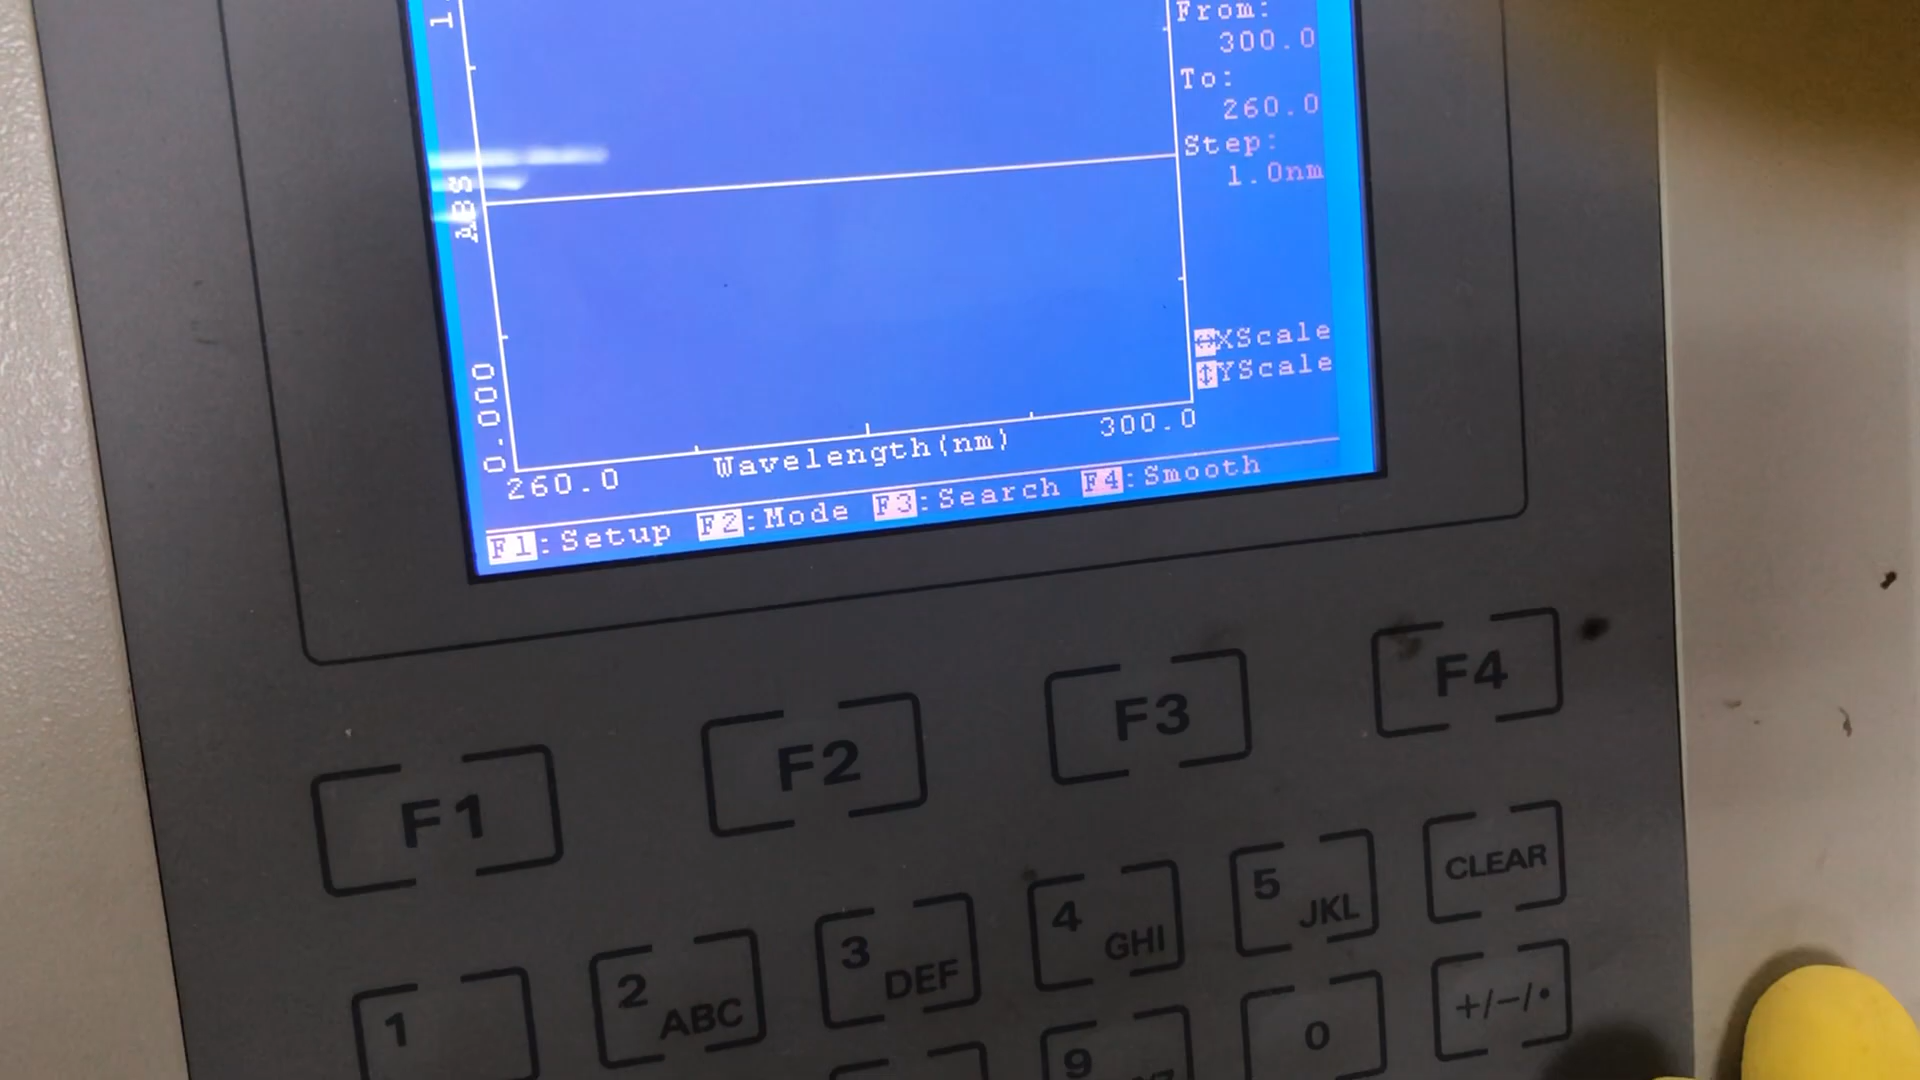 From:
300.0
To:
260.0
Step:
1.0nm
ABS
0.000
XScale
YScale
260.0
Wavelength(nm)
300.0
F1:Setup F2:Mode F3:Search F4:Smooth
F1
F2
F3
F4
1
2 ABC
3 DEF
4 GHI
5 JKL
CLEAR
9
0
+/−/•